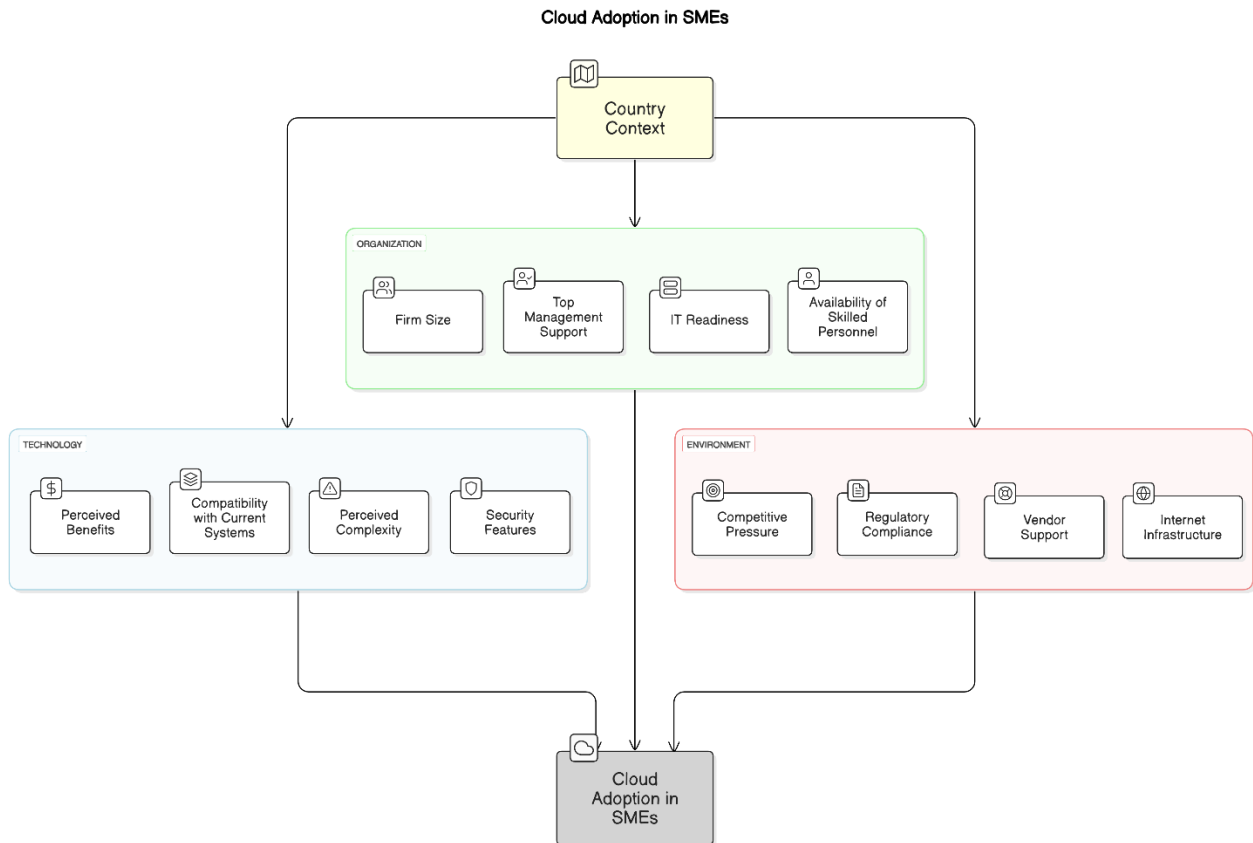 Cloud Adoption in SMEs
Country
Context
ORGANIZATION
Firm Size
Top
Management
Support
IT Readiness
Availability of
Skilled
Personnel
TECHNOLOGY
Perceived
Benefits
Compatibility
with Current
Systems
Perceived
Complexity
Security
Features
ENVIRONMENT
Competitive
Pressure
Regulatory
Compliance
Vendor
Support
Internet
Infrastructure
Cloud
Adoption in
SMEs